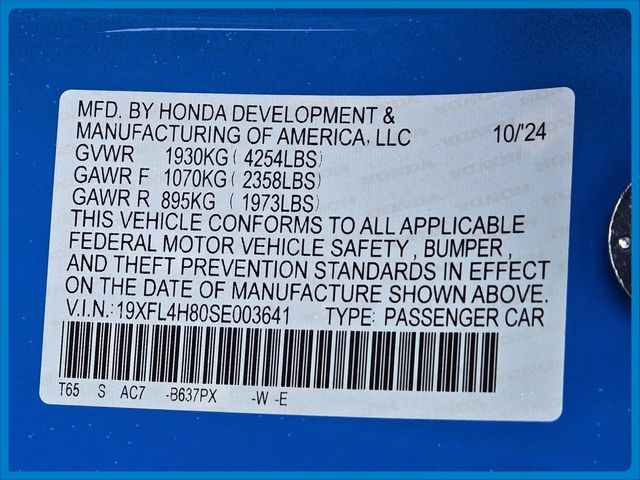 MFD. BY HONDA DEVELOPMENT &
MANUFACTURING OF AMERICA, LLC 10/'24
GVWR 1930KG ( 4254LBS)
GAWR F 1070KG ( 2358LBS)
GAWR R 895KG ( 1973LBS)
THIS VEHICLE CONFORMS TO ALL APPLICABLE
FEDERAL MOTOR VEHICLE SAFETY, BUMPER,
AND THEFT PREVENTION STANDARDS IN EFFECT
ON THE DATE OF MANUFACTURE SHOWN ABOVE.
V.I.N.:19XFL4H80SE003641 TYPE: PASSENGER CAR
T65 S AC7 -B637PX -W -E